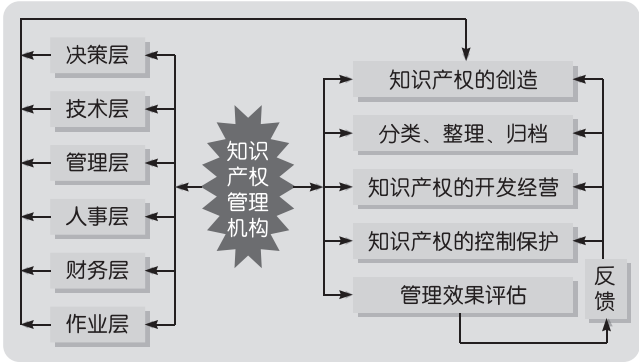 决策层
技术层
管理层
人事层
财务层
作业层
知识
产权
管理
机构
知识产权的创造
分类、整理、归档
知识产权的开发经营
知识产权的控制保护
管理效果评估
反
馈